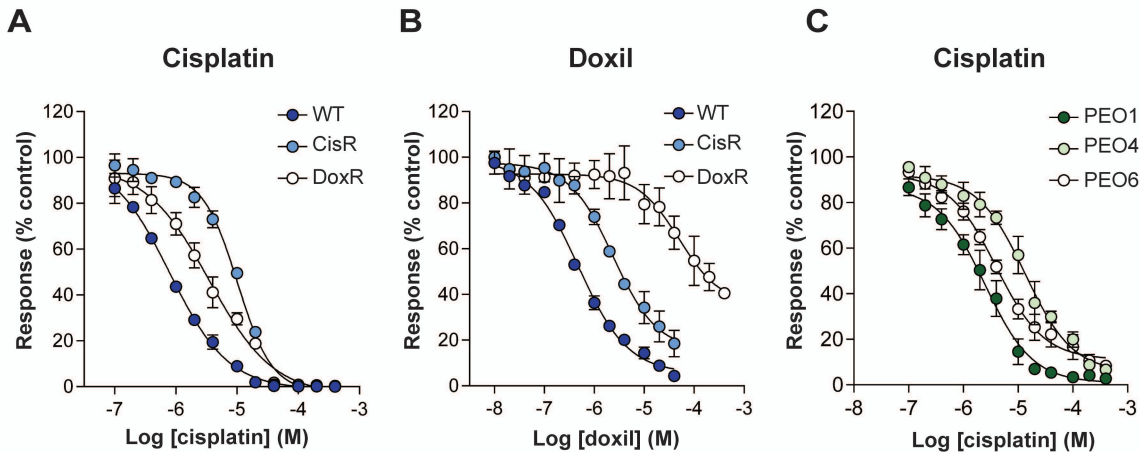 A
Cisplatin
Response (% control)
120
100
80
60
40
20
0
-7
-6
-5
-4
-3
Log [cisplatin] (M)
WT
CisR
DoxR
B
Doxil
Response (% control)
120
100
80
60
40
20
0
-8
-7
-6
-5
-4
-3
Log [doxil] (M)
WT
CisR
DoxR
C
Cisplatin
Response (% control)
120
100
80
60
40
20
0
-8
-7
-6
-5
-4
-3
Log [cisplatin] (M)
PEO1
PEO4
PEO6